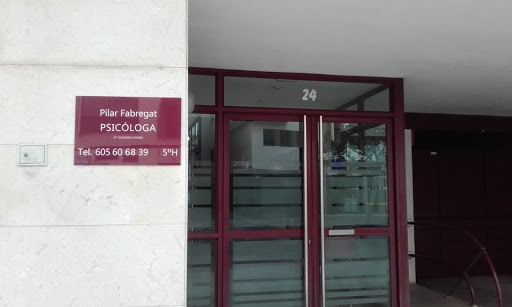 24
Pilar Fabregat
PSICÓLOGA
Tel. 605 60 68 39 5ºH